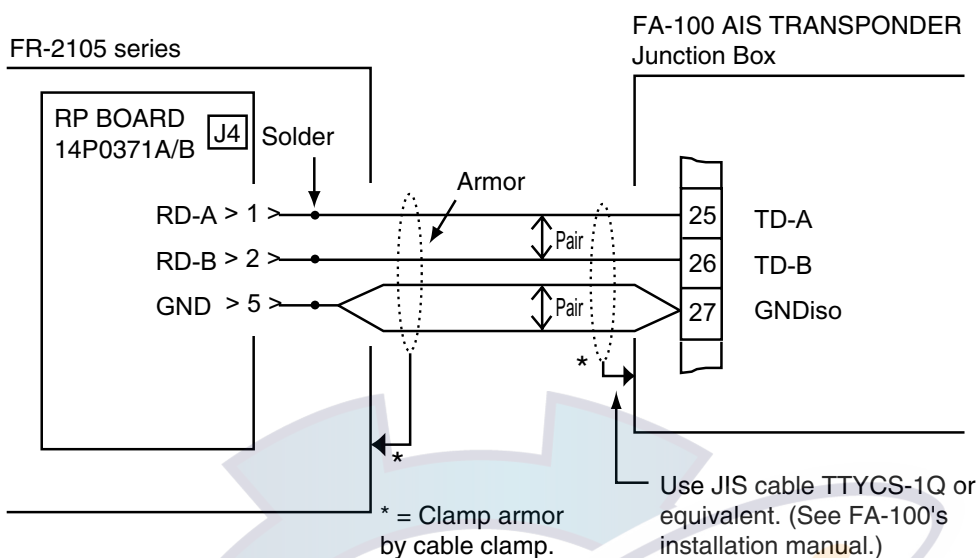 FR-2105 series
FA-100 AIS TRANSPONDER
Junction Box
RP BOARD
14P0371A/B
J4
Solder
Armor
RD-A > 1 >
RD-B > 2 >
GND > 5 >
Pair
Pair
25 TD-A
26 TD-B
27 GNDiso
*
*
* = Clamp armor
by cable clamp.
Use JIS cable TTYCS-1Q or
equivalent. (See FA-100's
installation manual.)